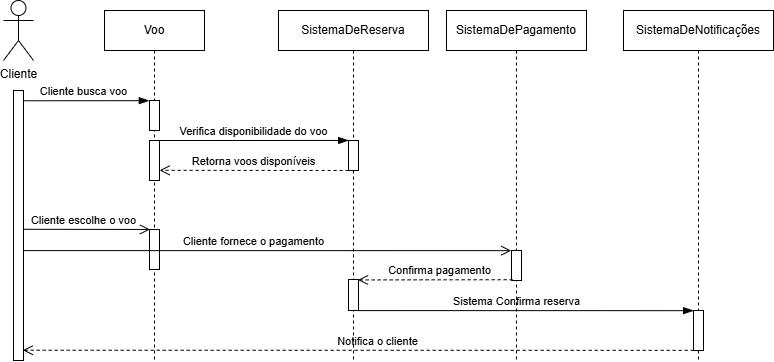 Voo
SistemaDeReserva
SistemaDePagamento
SistemaDeNotificações
Cliente
Cliente busca voo
Verifica disponibilidade do voo
Retorna voos disponíveis
Cliente escolhe o voo
Cliente fornece o pagamento
Confirma pagamento
Sistema Confirma reserva
Notifica o cliente